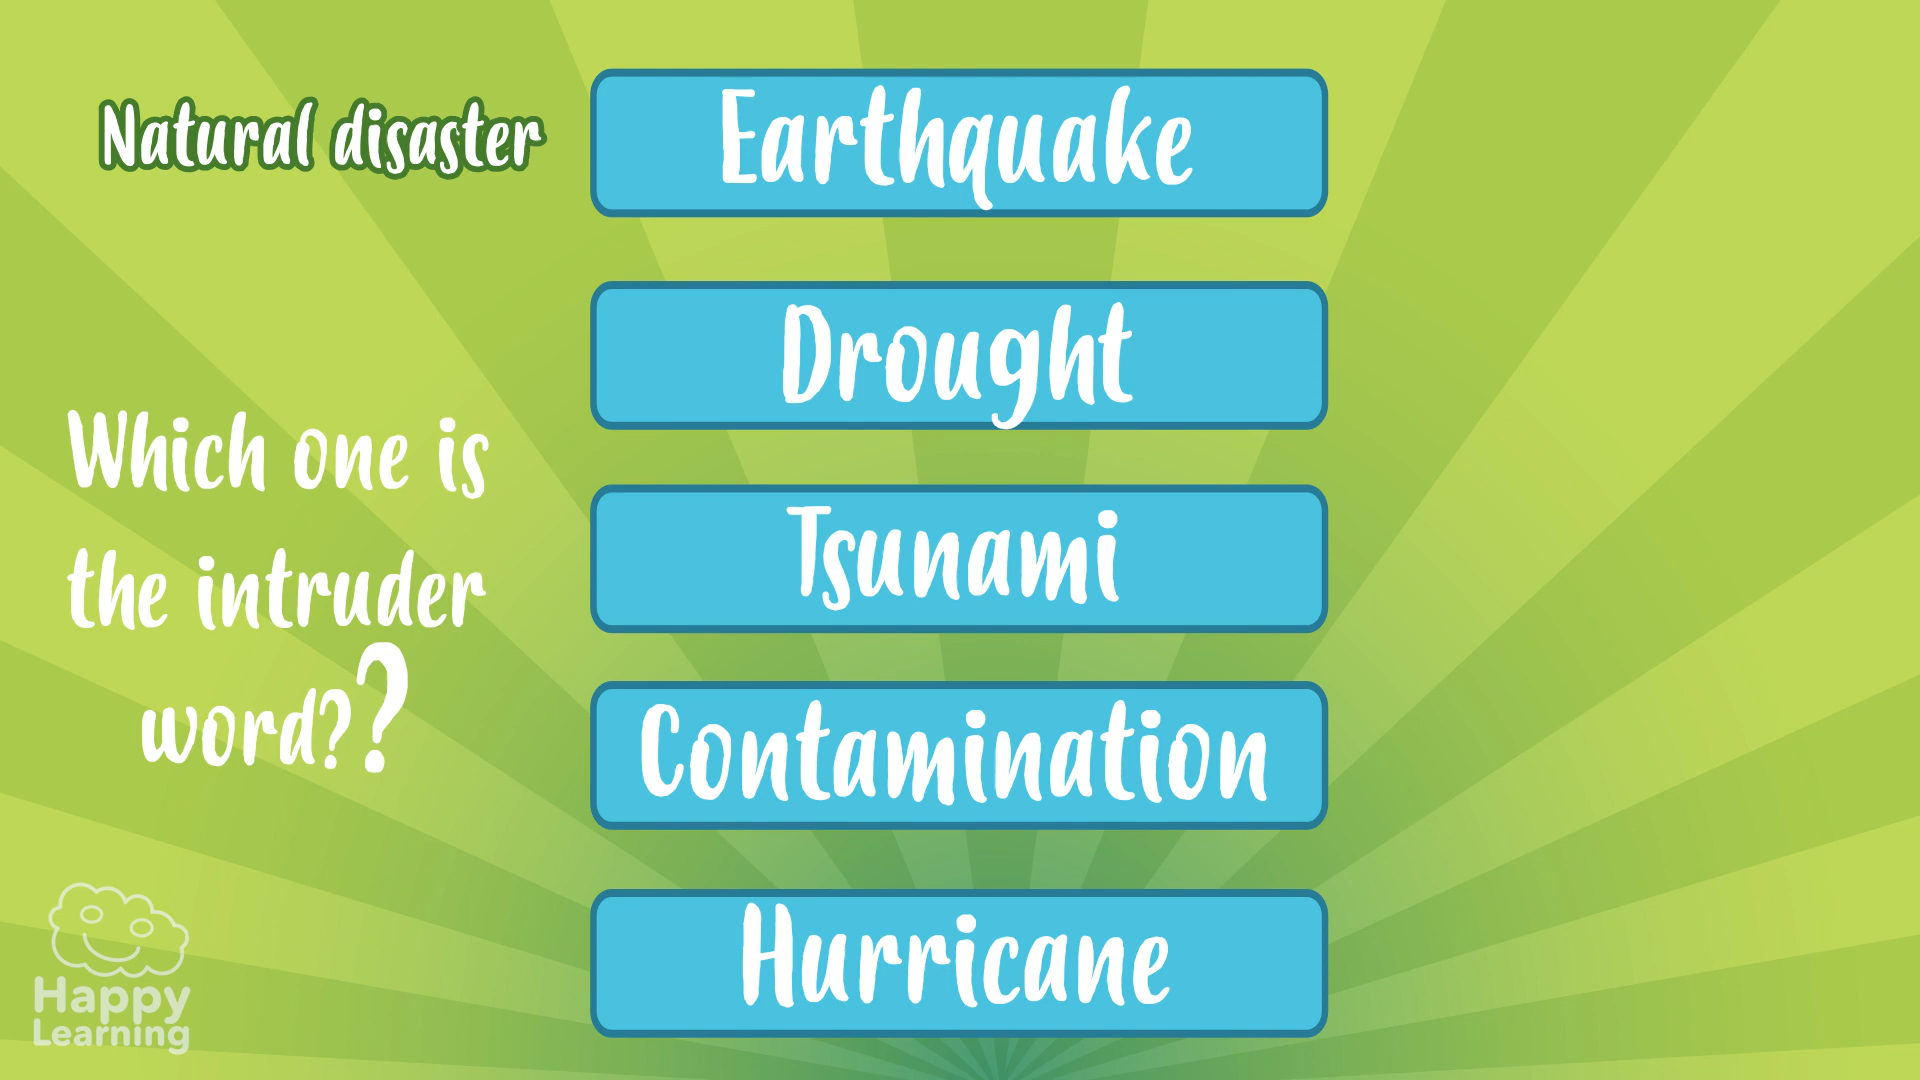 Natural disaster
Earthquake
Drought
Tsunami
Contamination
Hurricane
Which one is
the intruder
word??
Happy
Learning